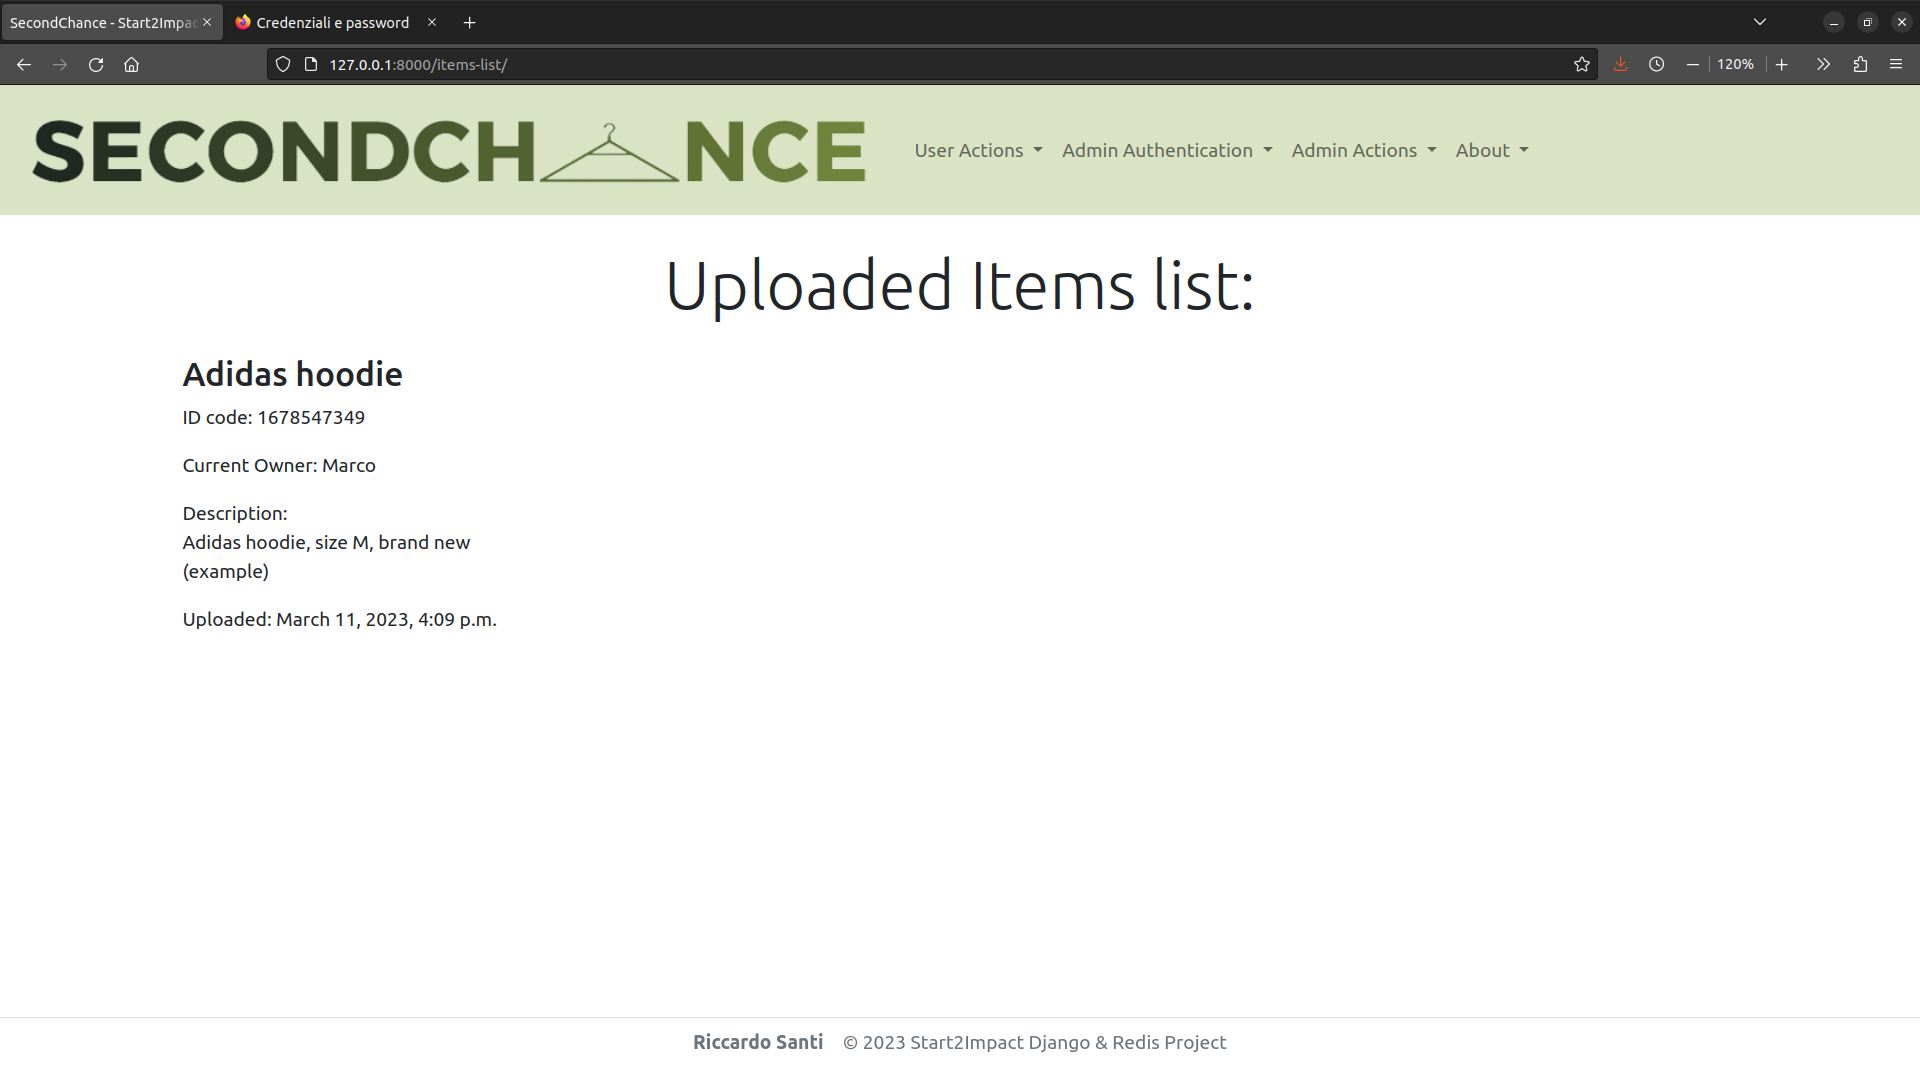 SecondChance - Start2Impac
Credenziali e password
127.0.0.1:8000/items-list/
120%
SECONDCH NCE
User Actions
Admin Authentication
Admin Actions
About
Uploaded Items list:
Adidas hoodie
ID code: 1678547349
Current Owner: Marco
Description:
Adidas hoodie, size M, brand new
(example)
Uploaded: March 11, 2023, 4:09 p.m.
Riccardo Santi © 2023 Start2Impact Django & Redis Project